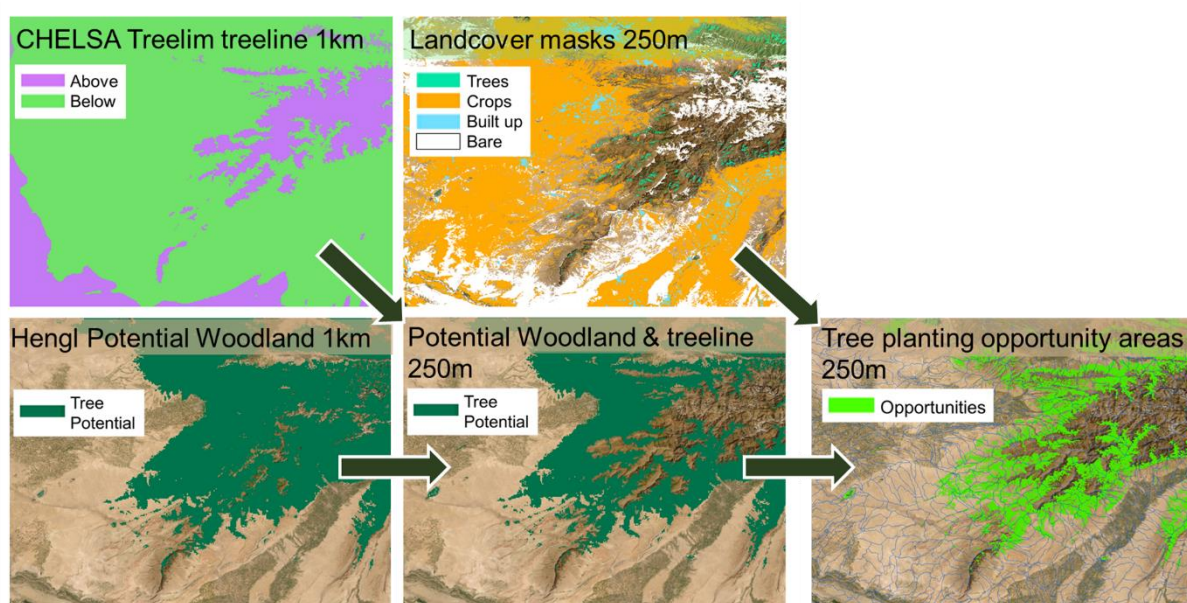 CHELSA Treelim treeline 1km
Above
Below
Landcover masks 250m
Trees
Crops
Built up
Bare
Hengl Potential Woodland 1km
Tree
Potential
Potential Woodland & treeline
250m
Tree
Potential
Tree planting opportunity areas
250m
Opportunities